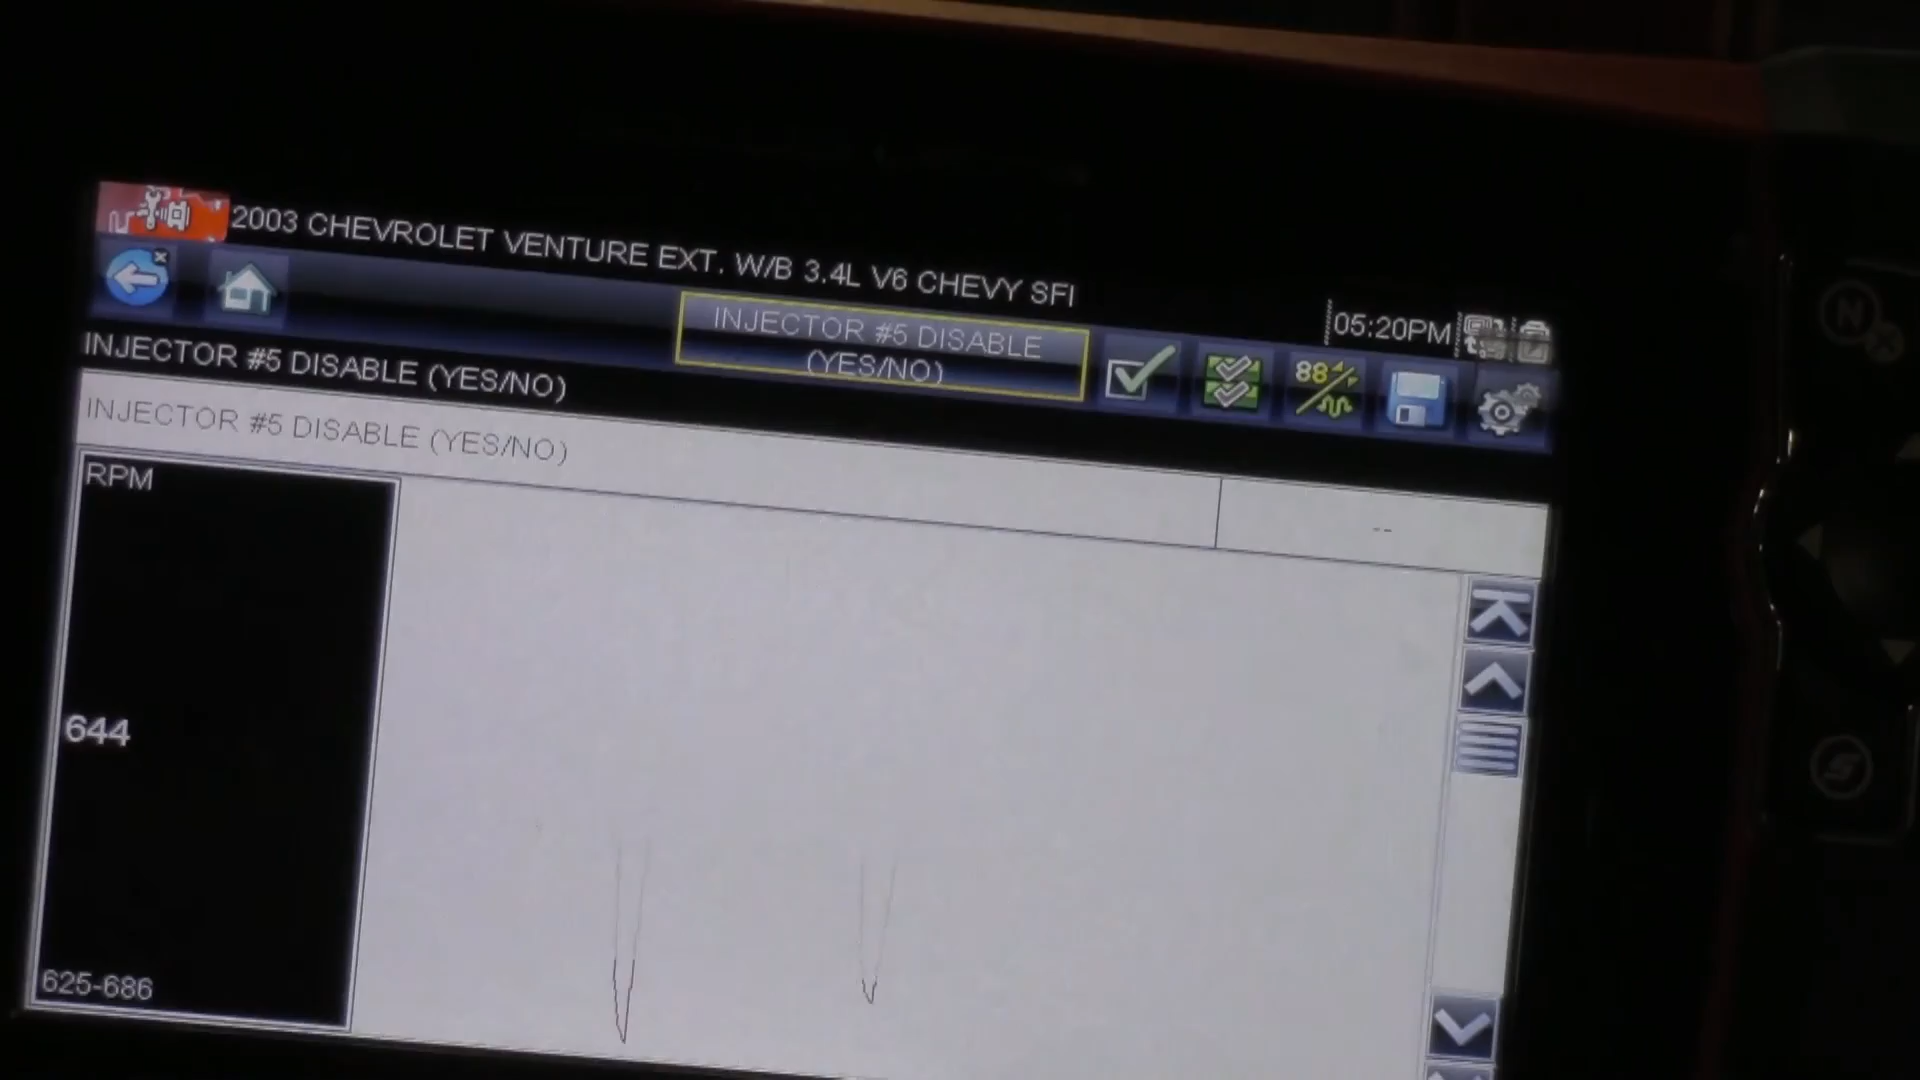 2003 CHEVROLET VENTURE EXT. W/B 3.4L V6 CHEVY SFI
05:20PM
INJECTOR #5 DISABLE
(YES/NO)
88
INJECTOR #5 DISABLE (YES/NO)
INJECTOR #5 DISABLE (YES/NO)
--
RPM
644
625-686
N
S